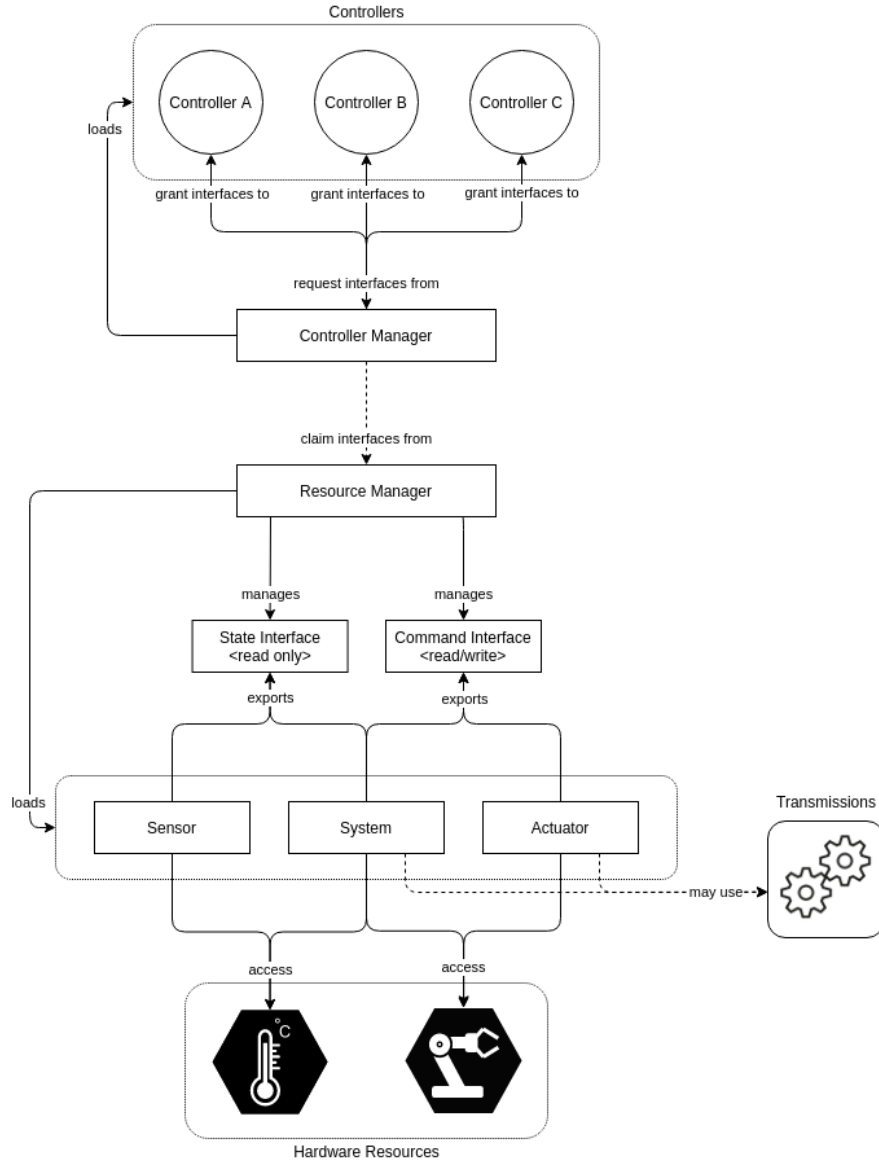 Controllers
Controller A
Controller B
Controller C
loads
grant interfaces to
grant interfaces to
grant interfaces to
request interfaces from
Controller Manager
claim interfaces from
Resource Manager
manages
manages
State Interface
<read only>
Command Interface
<read/write>
exports
exports
loads
Sensor
System
Actuator
Transmissions
may use
access
access
°C
Hardware Resources